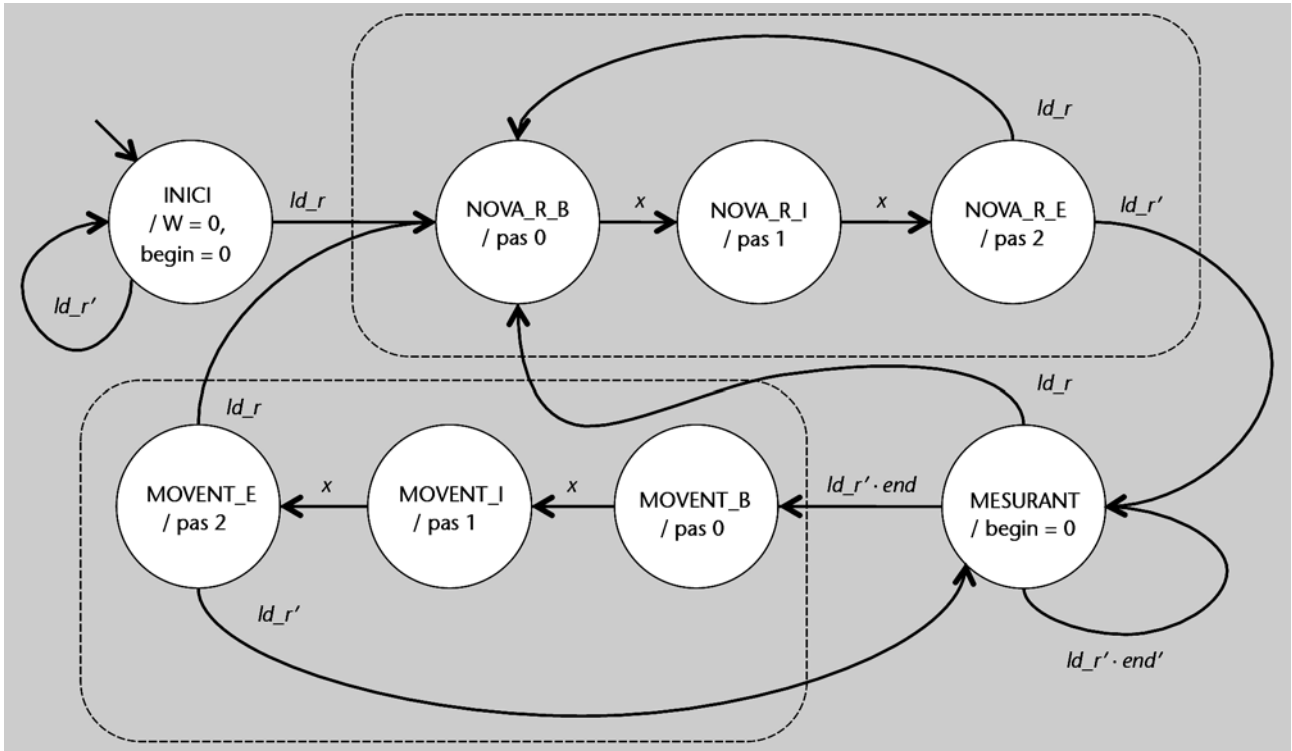 ld_r
INICI
/ W = 0,
begin = 0
ld_r
NOVA_R_B
/ pas 0
x
NOVA_R_I
/ pas 1
x
NOVA_R_E
/ pas 2
ld_r′
ld_r′
ld_r
ld_r
MOVENT_E
/ pas 2
x
MOVENT_I
/ pas 1
x
MOVENT_B
/ pas 0
ld_r′ · end
MESURANT
/ begin = 0
ld_r′
ld_r′ · end′